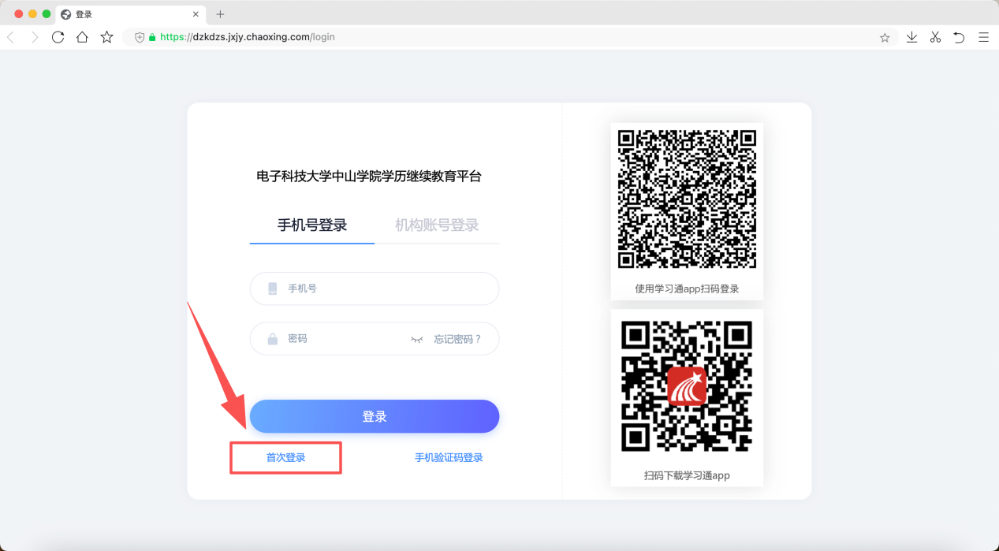 登录
https://dzkdzs.jxjy.chaoxing.com/login
电子科技大学中山学院学历继续教育平台
手机号登录 机构账号登录
手机号
密码 忘记密码？
登录
首次登录 手机验证码登录
使用学习通app扫码登录
扫码下载学习通app